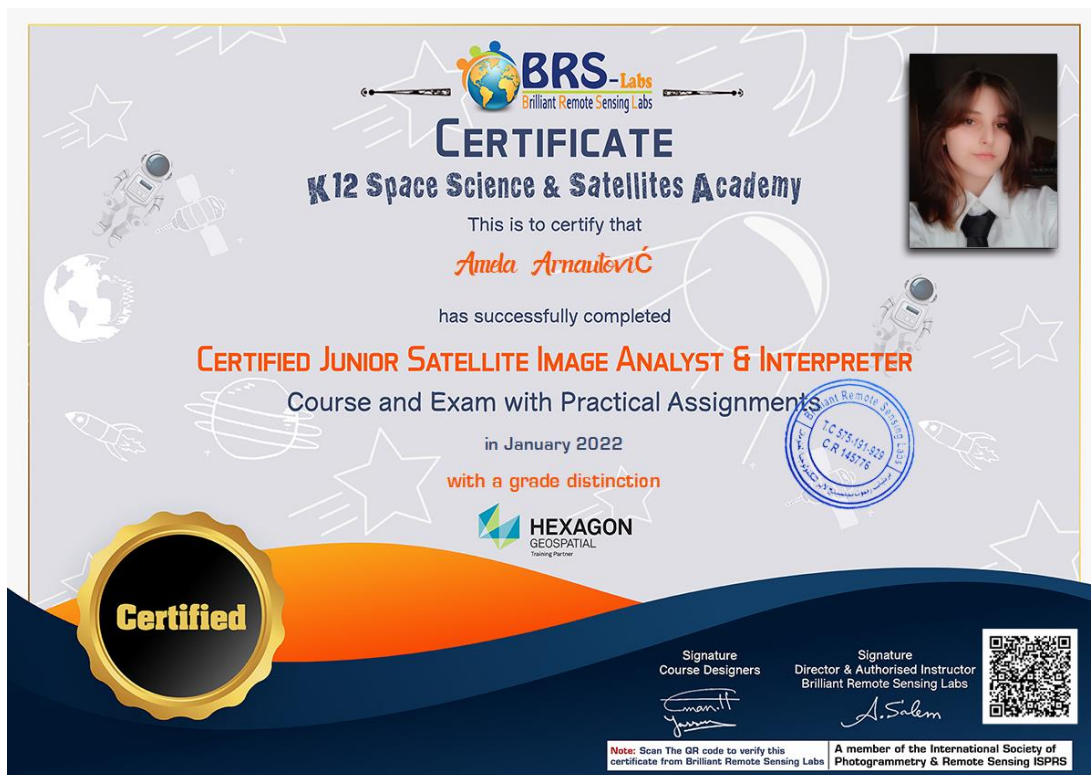 BRS-Labs
Brilliant Remote Sensing Labs
CERTIFICATE
K12 Space Science & Satellites Academy
This is to certify that
Amela Arnautović
has successfully completed
CERTIFIED JUNIOR SATELLITE IMAGE ANALYST & INTERPRETER
Course and Exam with Practical Assignments
in January 2022
with a grade distinction
Brilliant Remote Sensing Labs
T.C 575-191-929
C.R 145776
HEXAGON
GEOSPATIAL
Training Partner
Certified
Signature
Course Designers
Eman.H
Signature
Director & Authorised Instructor
Brilliant Remote Sensing Labs
A.Salem
Note: Scan The QR code to verify this
certificate from Brilliant Remote Sensing Labs
A member of the International Society of
Photogrammetry & Remote Sensing ISPRS